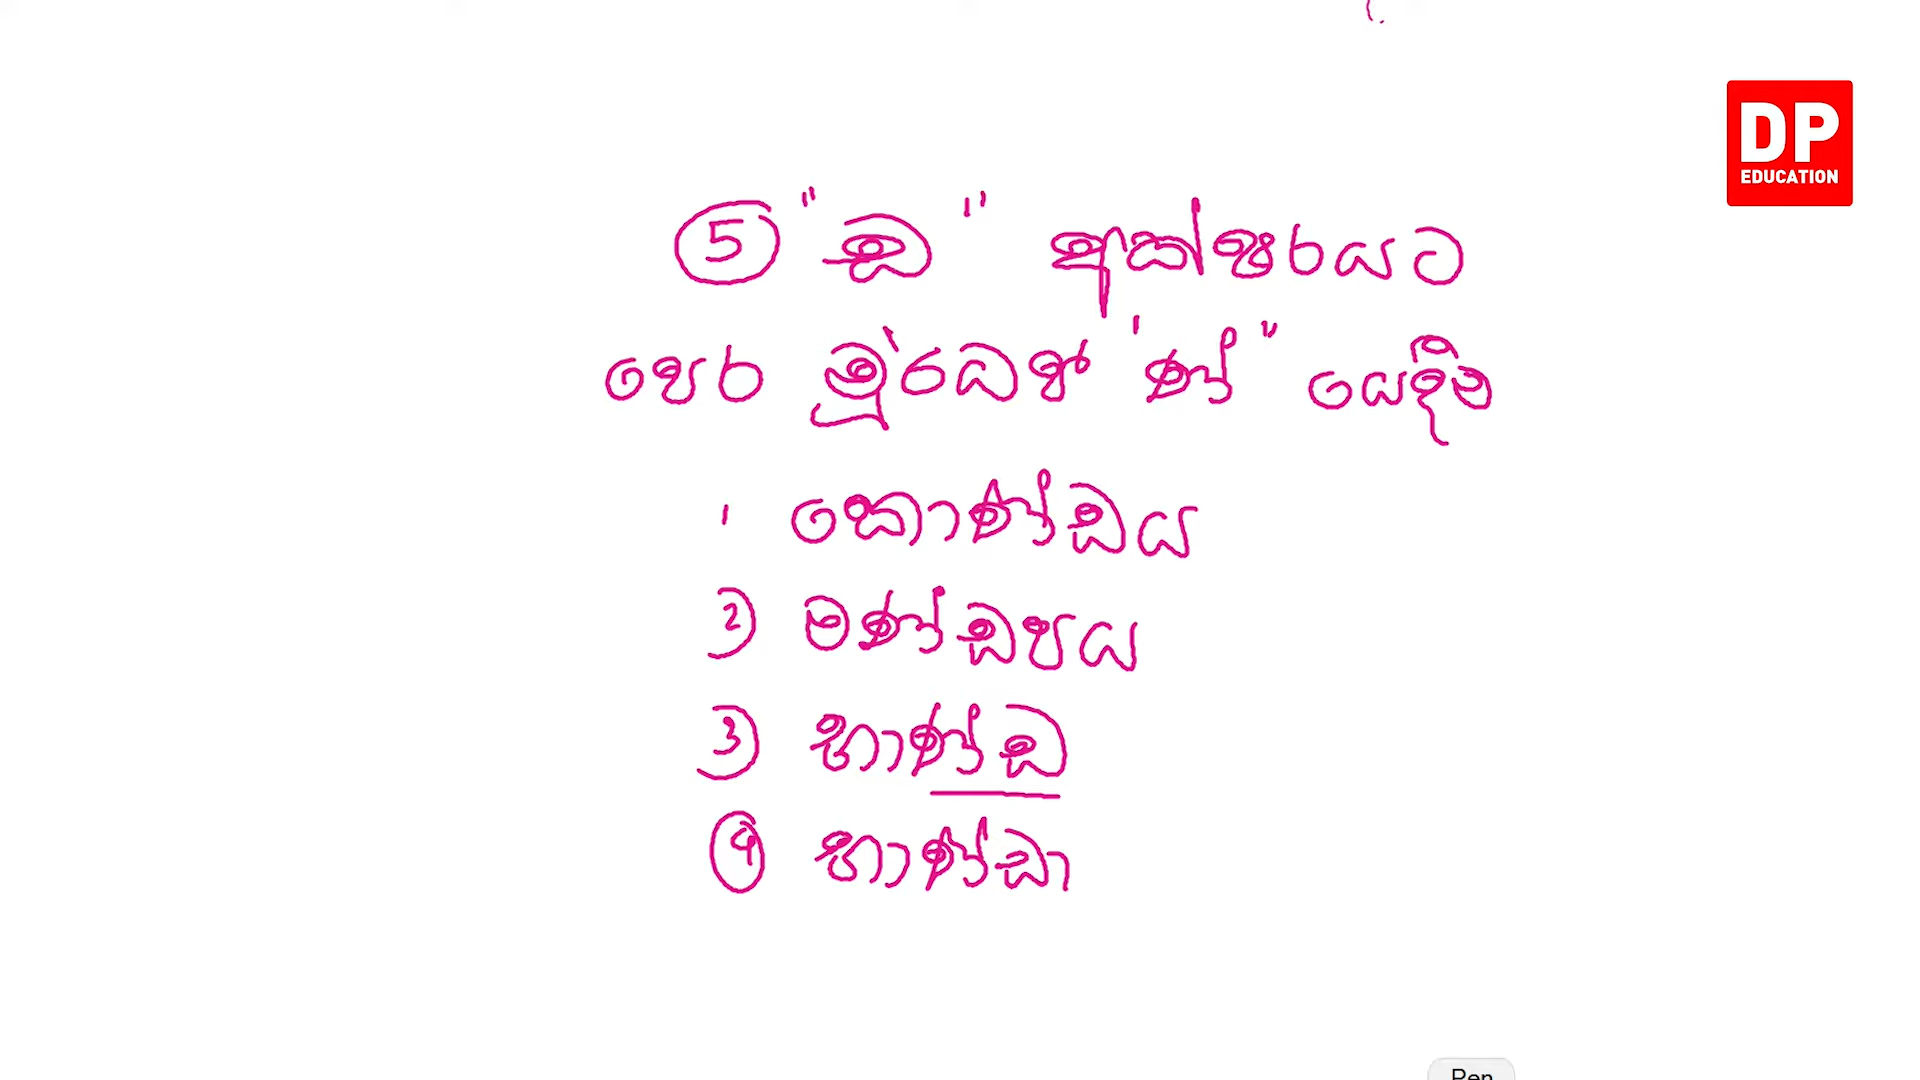 DP
EDUCATION
5 "ඩ" අක්ෂරයට
පෙර මූර්ධජ 'ණ්" යෙදීම
1 කොණ්ඩය
2) මණ්ඩපය
3) භාණ්ඩ
4 භාණ්ඩා
Pen